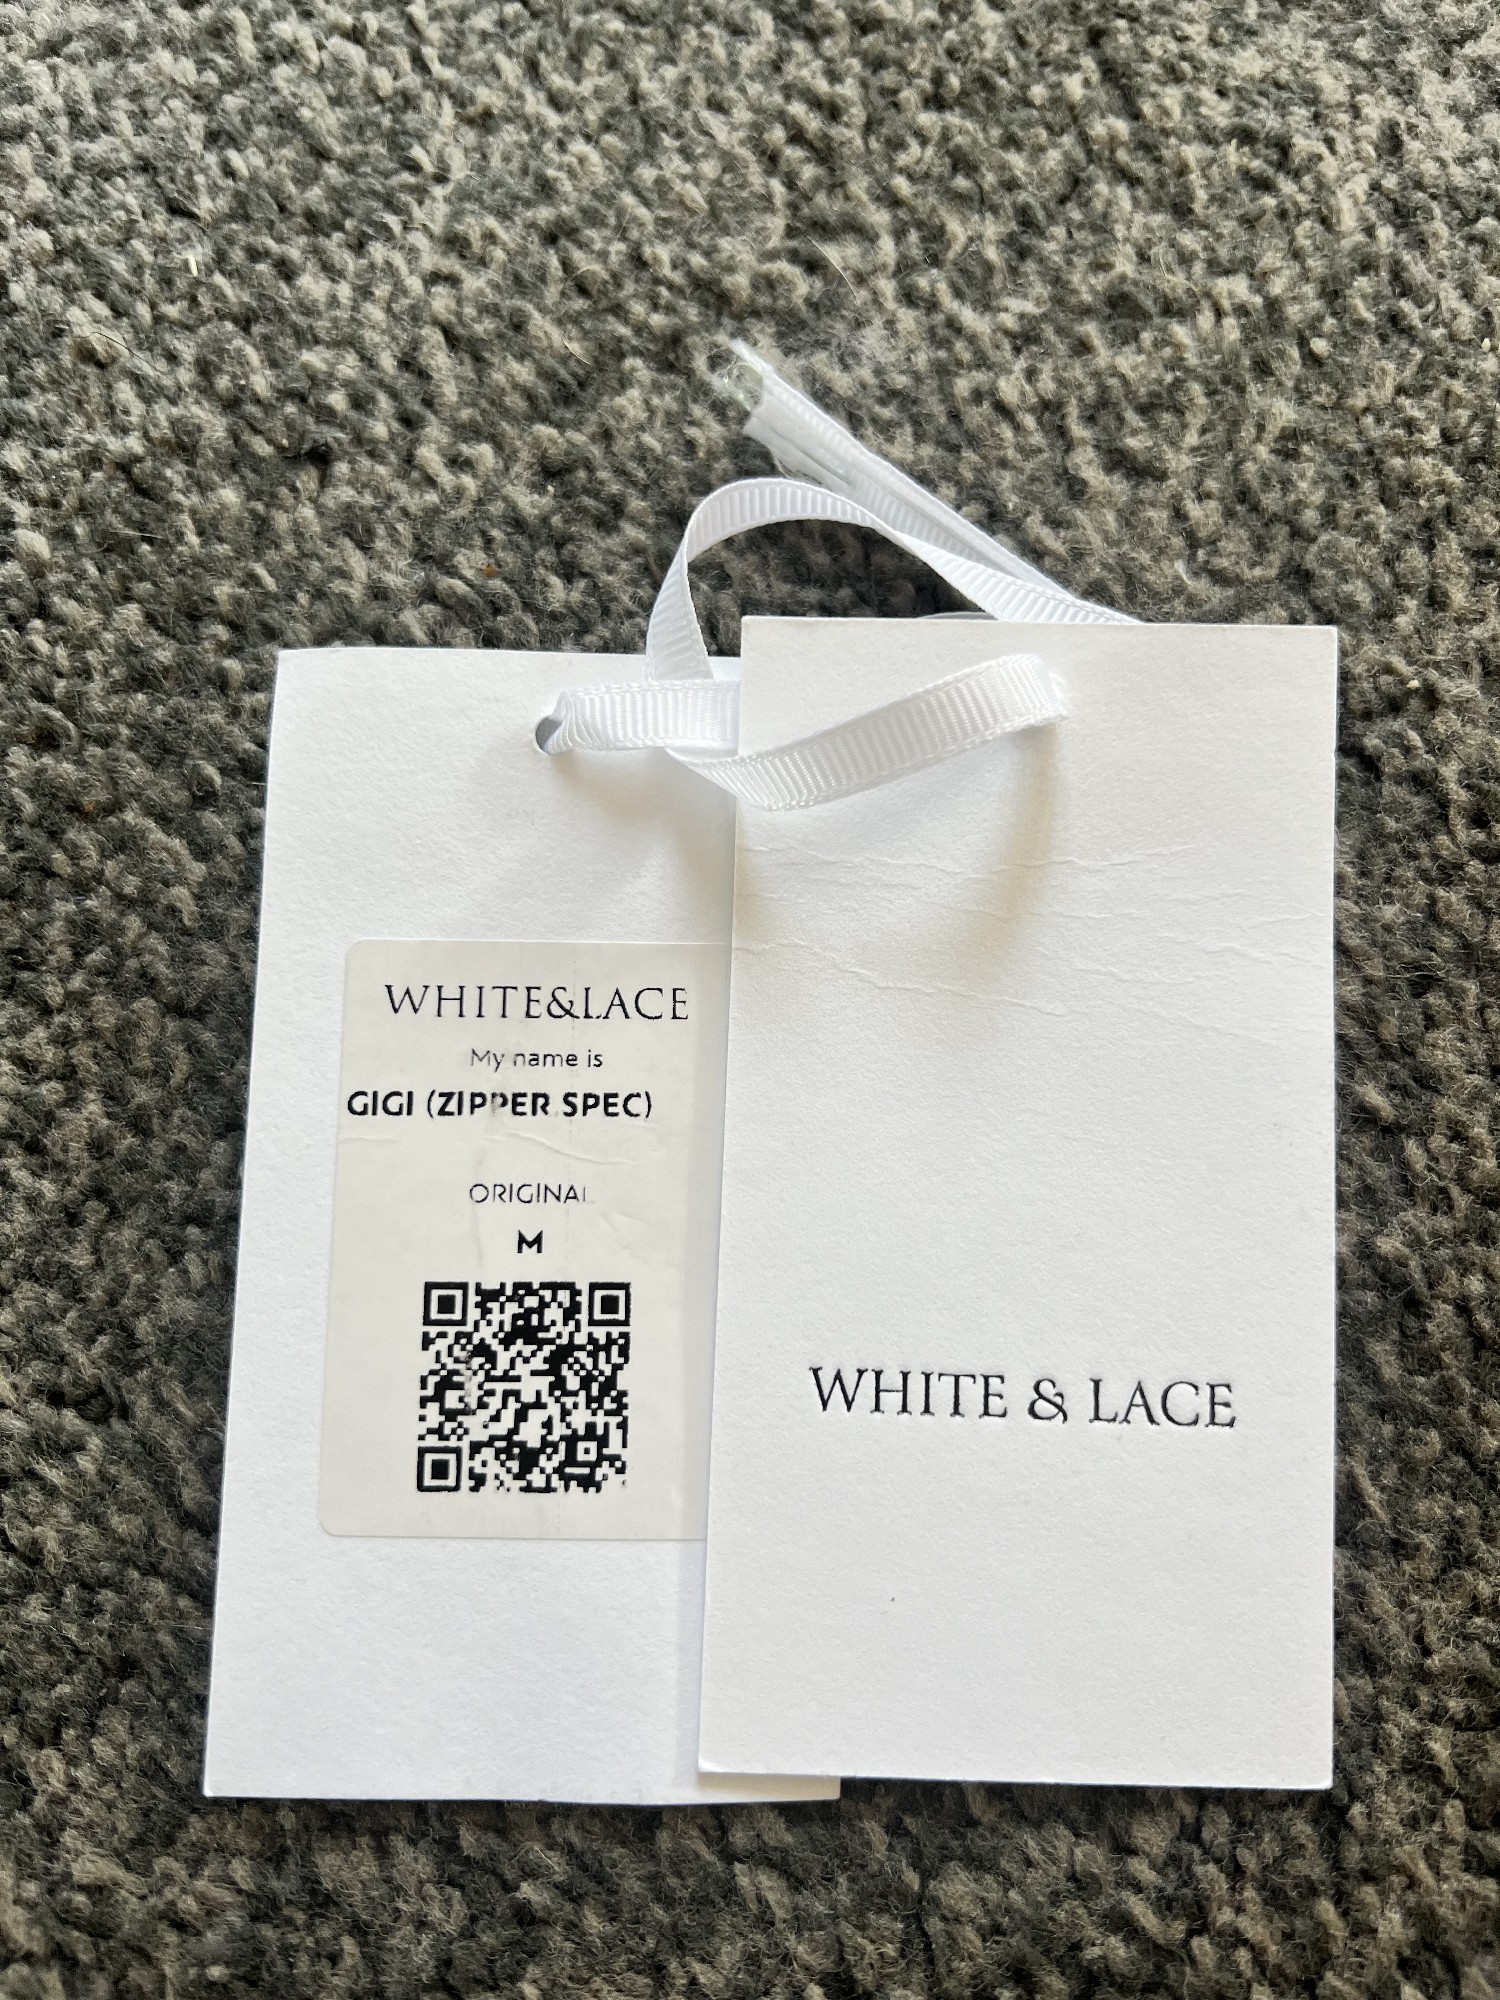 WHITE&LACE
My name is
GIGI (ZIPPER SPEC)
ORIGINAL
M
WHITE & LACE